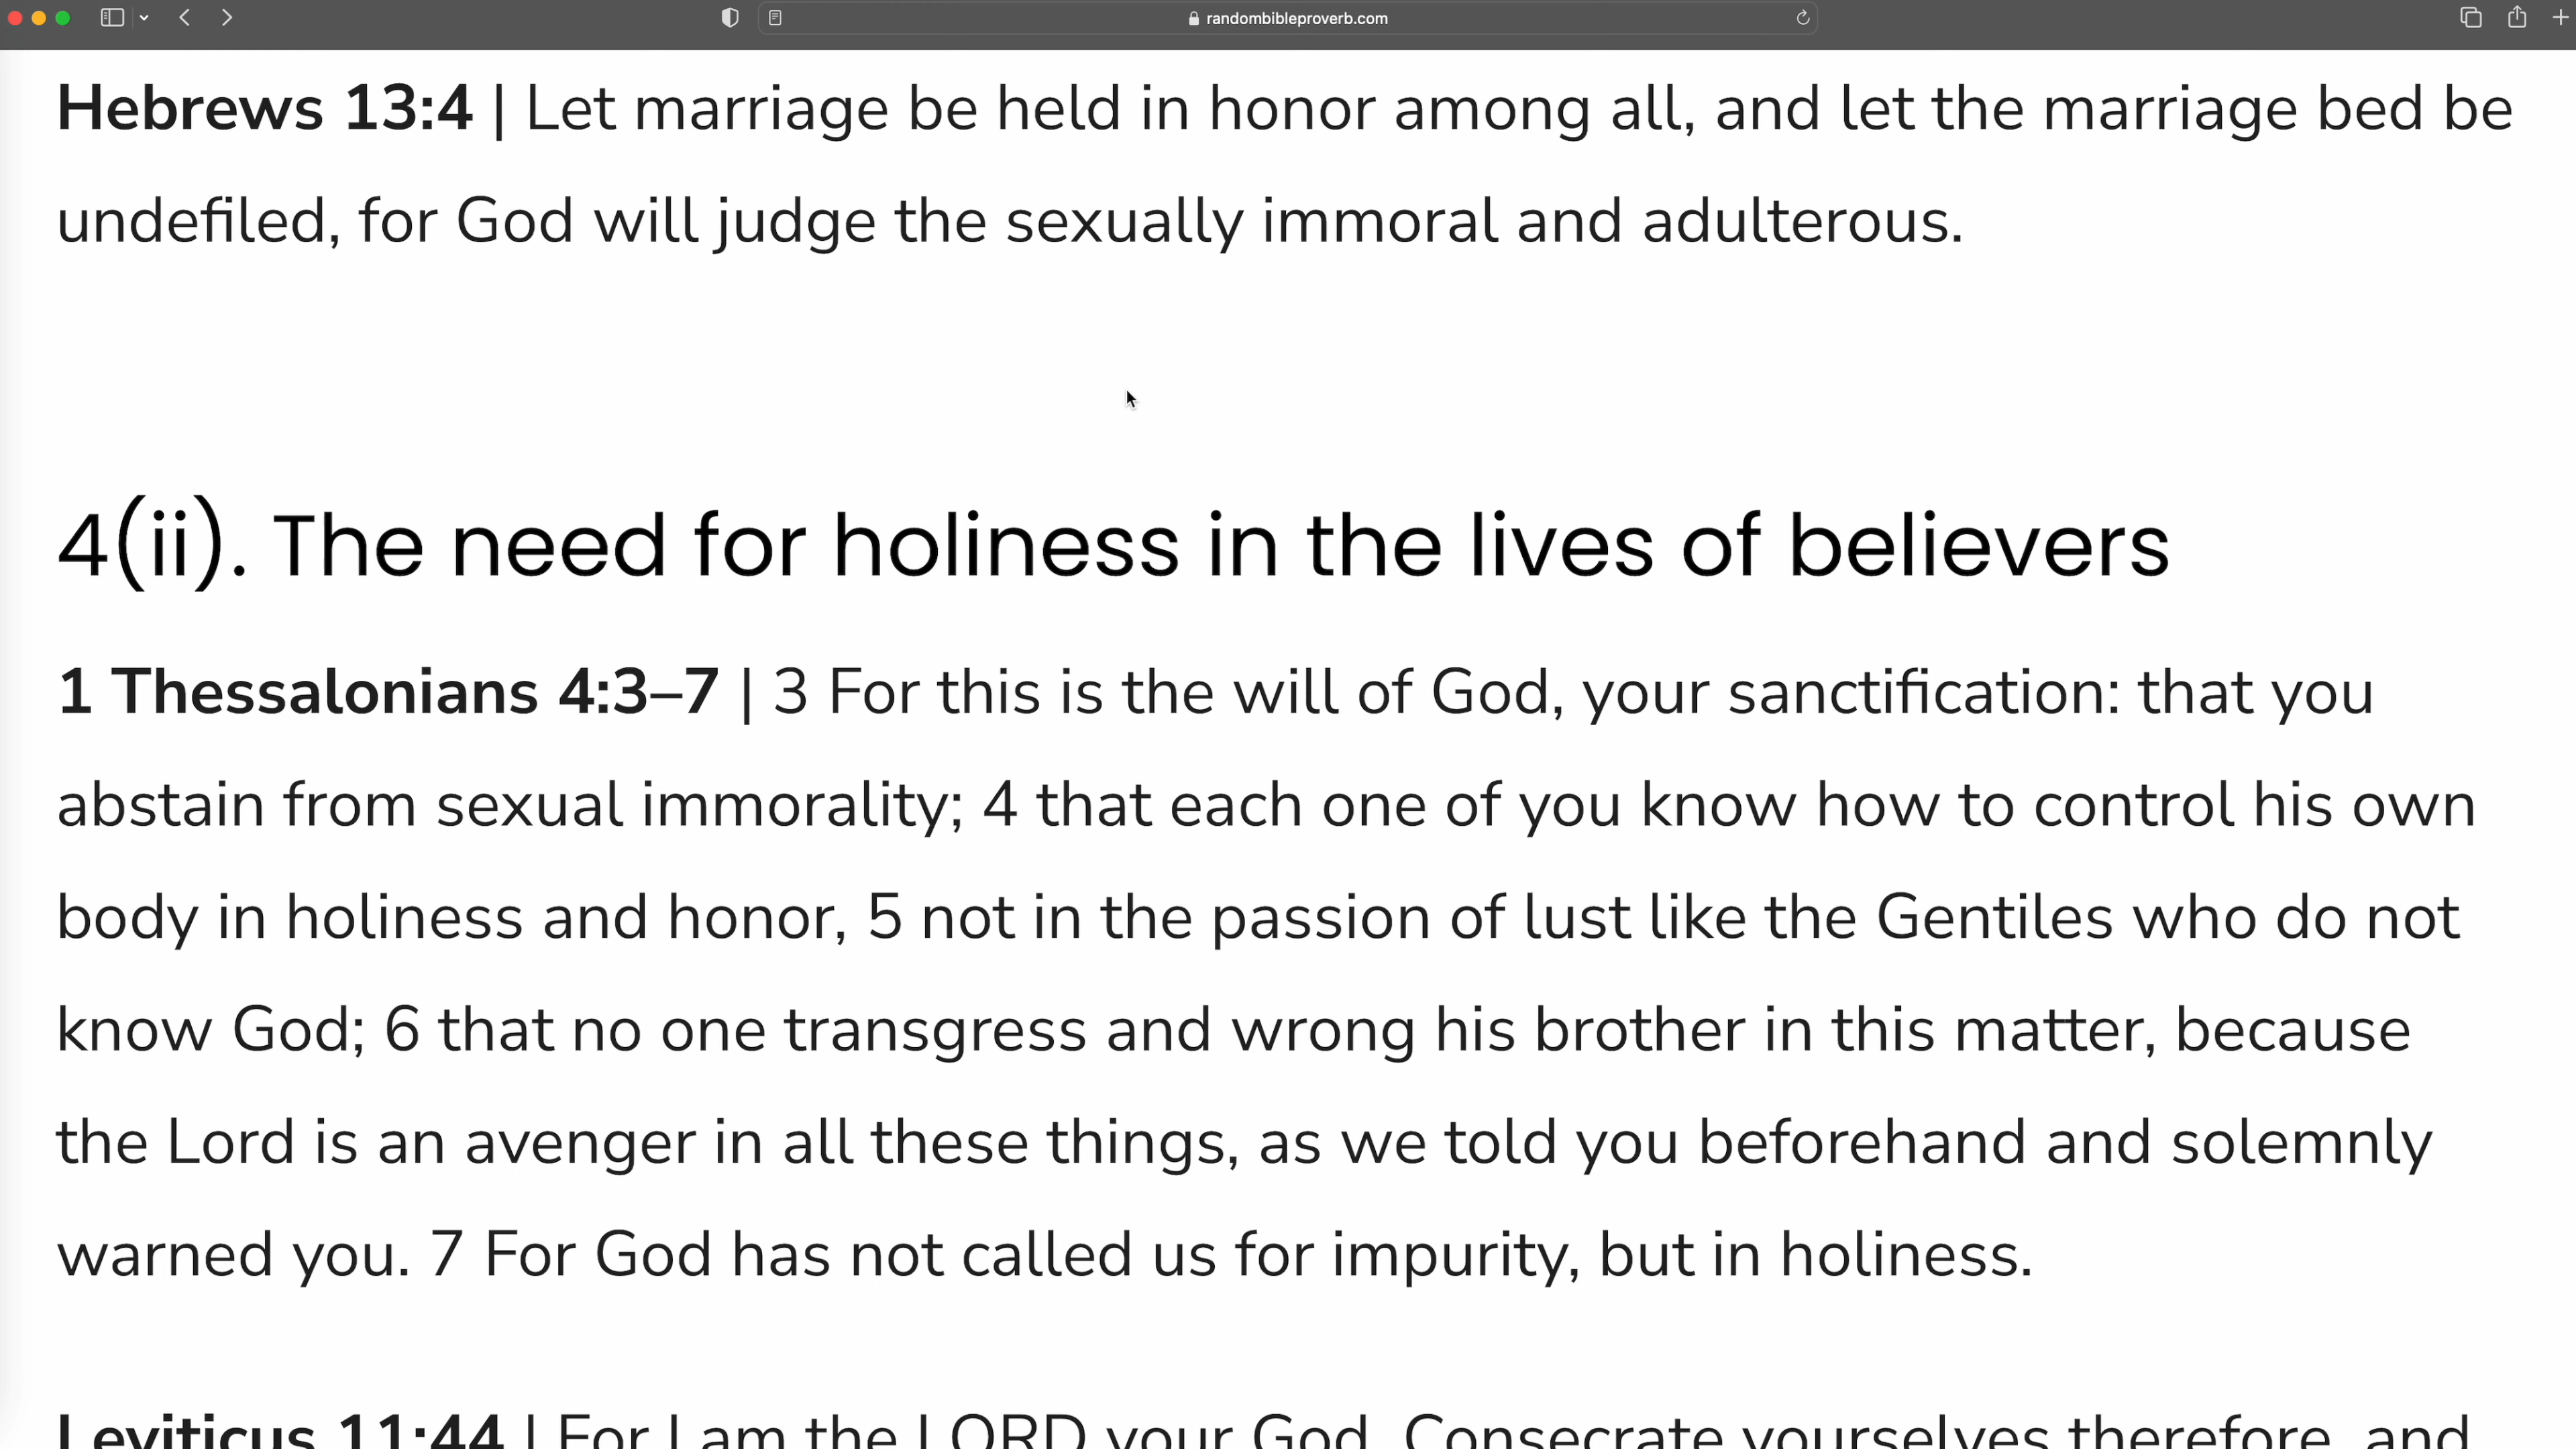 randombibleproverb.com
Hebrews 13:4 | Let marriage be held in honor among all, and let the marriage bed be
undefiled, for God will judge the sexually immoral and adulterous.
4(ii). The need for holiness in the lives of believers
1 Thessalonians 4:3–7 | 3 For this is the will of God, your sanctification: that you
abstain from sexual immorality; 4 that each one of you know how to control his own
body in holiness and honor, 5 not in the passion of lust like the Gentiles who do not
know God; 6 that no one transgress and wrong his brother in this matter, because
the Lord is an avenger in all these things, as we told you beforehand and solemnly
warned you. 7 For God has not called us for impurity, but in holiness.
Leviticus 11:44 | For I am the LORD your God. Consecrate yourselves therefore, and